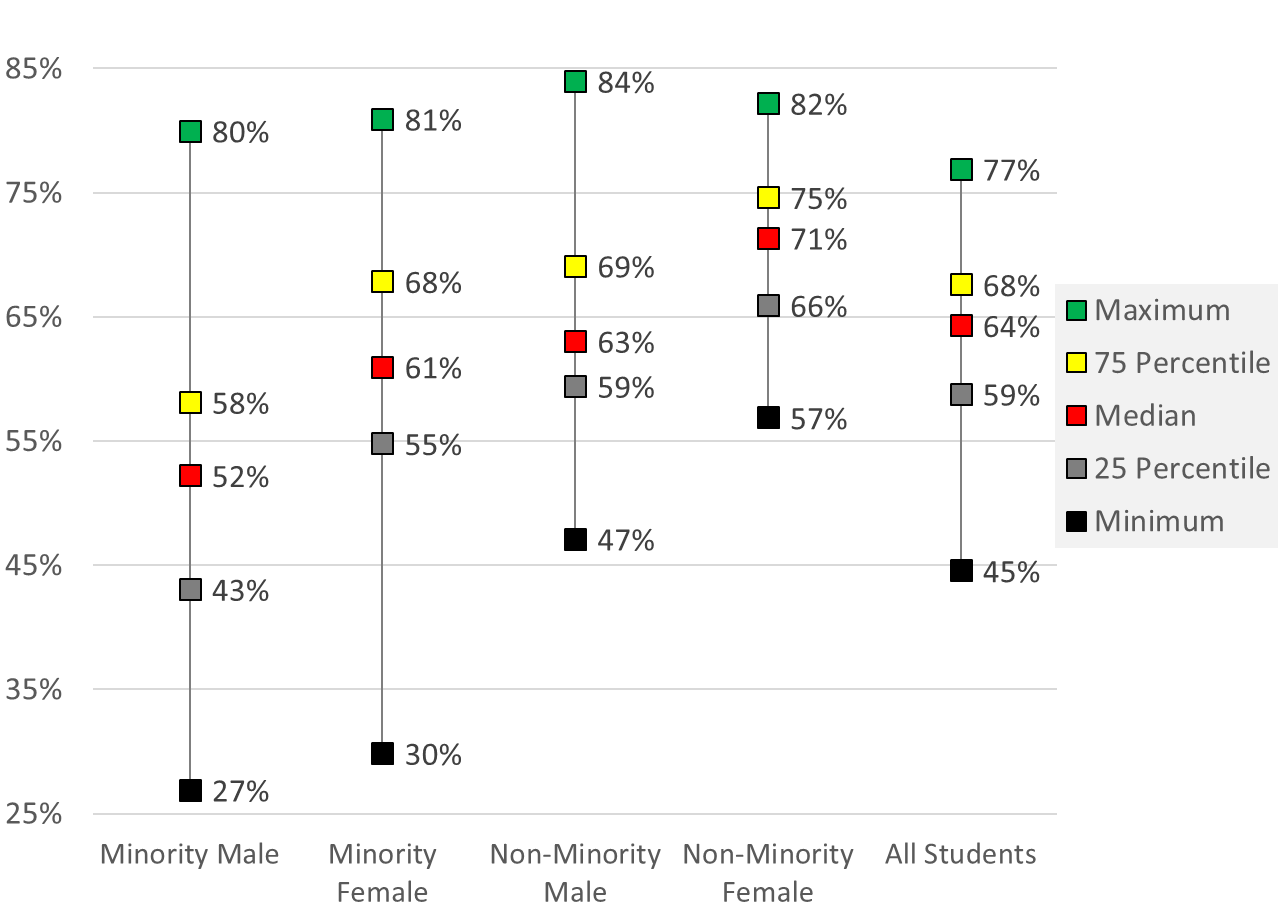 85%
75%
65%
55%
45%
35%
25%
80%
58%
52%
43%
27%
81%
68%
61%
55%
30%
84%
69%
63%
59%
47%
82%
75%
71%
66%
57%
77%
68%
64%
59%
45%
Minority Male
Minority
Female
Non-Minority
Male
Non-Minority
Female
All Students
Maximum
75 Percentile
Median
25 Percentile
Minimum